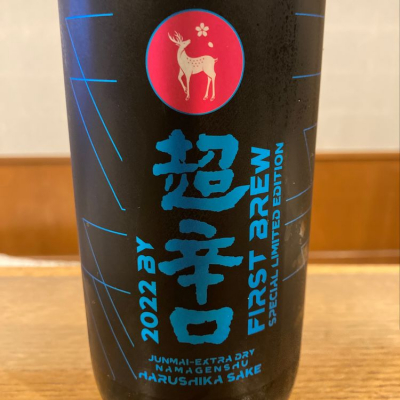 超辛口
2022 BY
FIRST BREW
SPECIAL LIMITED EDITION
JUNMAI-EXTRA DRY
NAMAGENSHU
HARUSHIKA SAKE